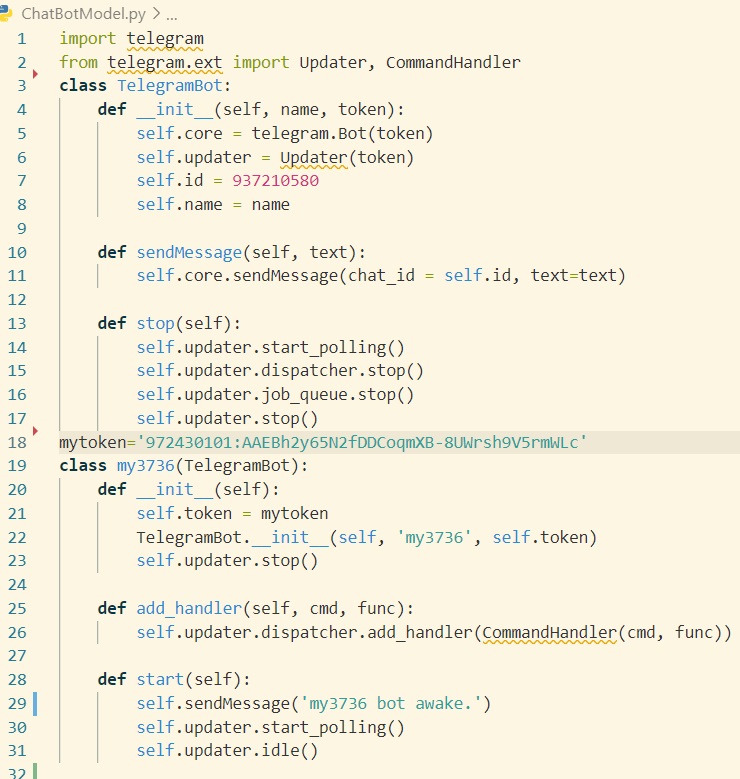 ChatBotModel.py > ...
1 import telegram
2 from telegram.ext import Updater, CommandHandler
3 class TelegramBot:
4     def __init__(self, name, token):
5         self.core = telegram.Bot(token)
6         self.updater = Updater(token)
7         self.id = 937210580
8         self.name = name
9
10     def sendMessage(self, text):
11         self.core.sendMessage(chat_id = self.id, text=text)
12
13     def stop(self):
14         self.updater.start_polling()
15         self.updater.dispatcher.stop()
16         self.updater.job_queue.stop()
17         self.updater.stop()
18 mytoken='972430101:AAEBh2y65N2fDDCoqmXB-8UWrsh9V5rmWLc'
19 class my3736(TelegramBot):
20     def __init__(self):
21         self.token = mytoken
22         TelegramBot.__init__(self, 'my3736', self.token)
23         self.updater.stop()
24
25     def add_handler(self, cmd, func):
26         self.updater.dispatcher.add_handler(CommandHandler(cmd, func))
27
28     def start(self):
29         self.sendMessage('my3736 bot awake.')
30         self.updater.start_polling()
31         self.updater.idle()
32